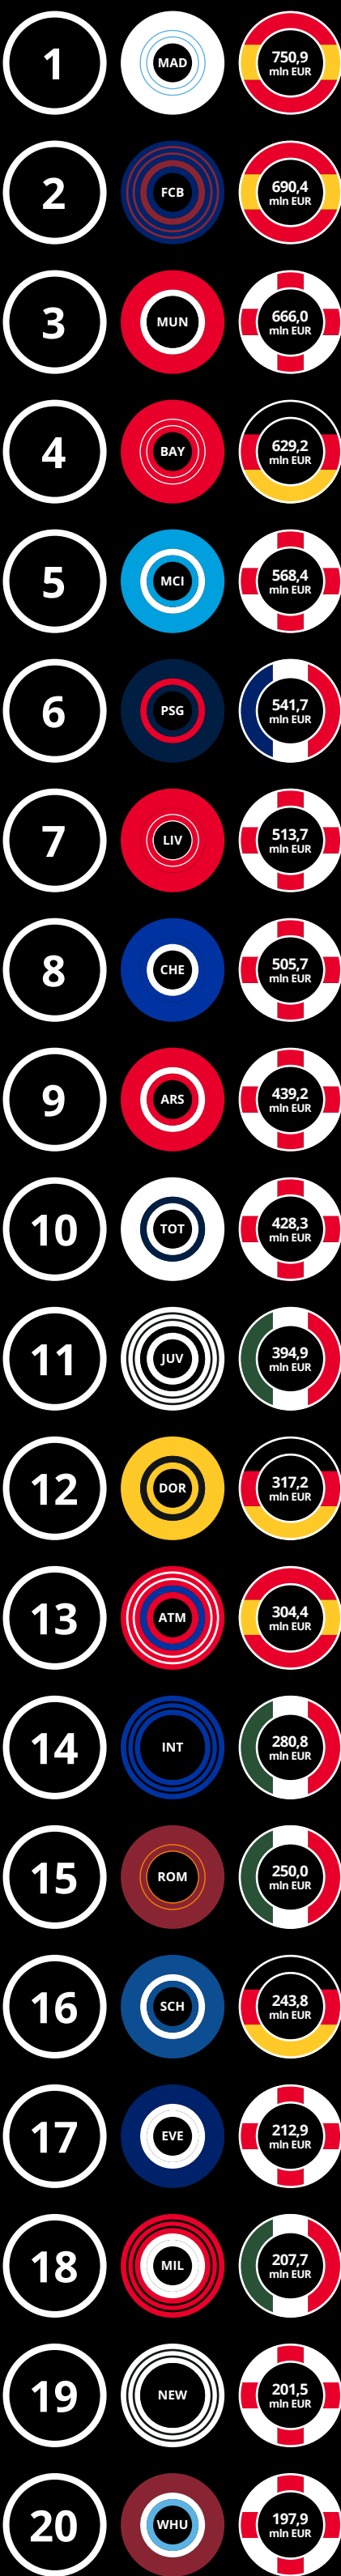 1
MAD
750,9
mln EUR
2
FCB
690,4
mln EUR
3
MUN
666,0
mln EUR
4
BAY
629,2
mln EUR
5
MCI
568,4
mln EUR
6
PSG
541,7
mln EUR
7
LIV
513,7
mln EUR
8
CHE
505,7
mln EUR
9
ARS
439,2
mln EUR
10
TOT
428,3
mln EUR
11
JUV
394,9
mln EUR
12
DOR
317,2
mln EUR
13
ATM
304,4
mln EUR
14
INT
280,8
mln EUR
15
ROM
250,0
mln EUR
16
SCH
243,8
mln EUR
17
EVE
212,9
mln EUR
18
MIL
207,7
mln EUR
19
NEW
201,5
mln EUR
20
WHU
197,9
mln EUR